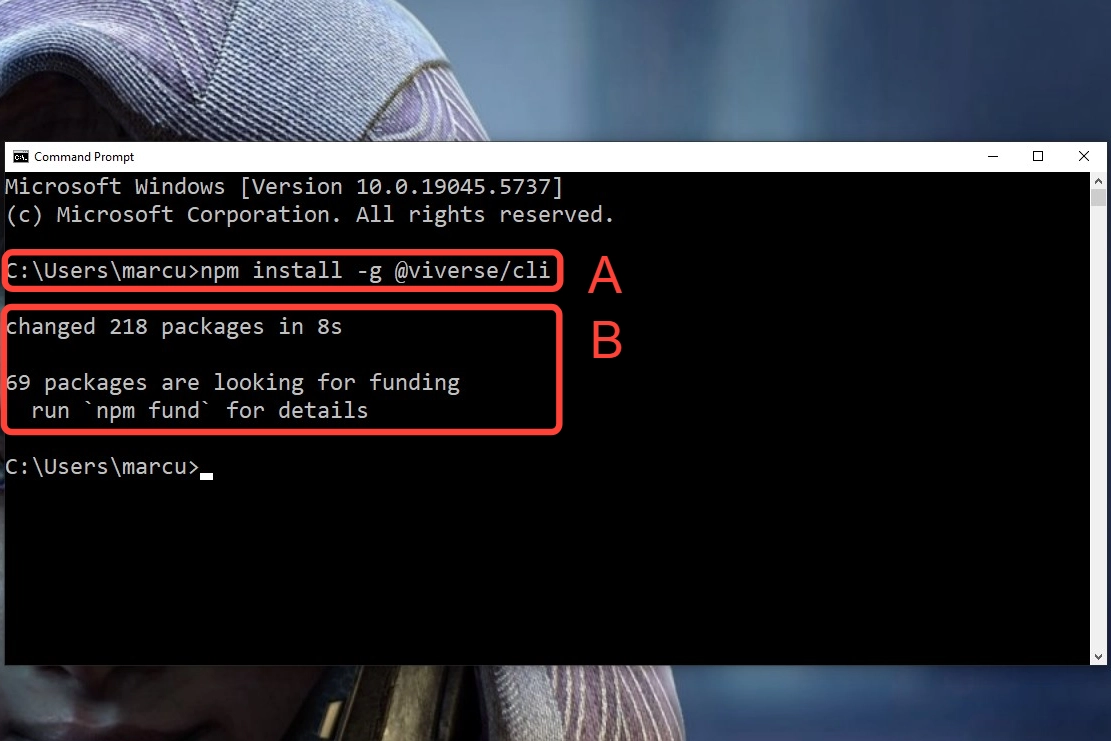 Command Prompt
Microsoft Windows [Version 10.0.19045.5737]
(c) Microsoft Corporation. All rights reserved.
C:\Users\marcu>npm install -g @viverse/cli
A
changed 218 packages in 8s
B
69 packages are looking for funding
  run `npm fund` for details
C:\Users\marcu>